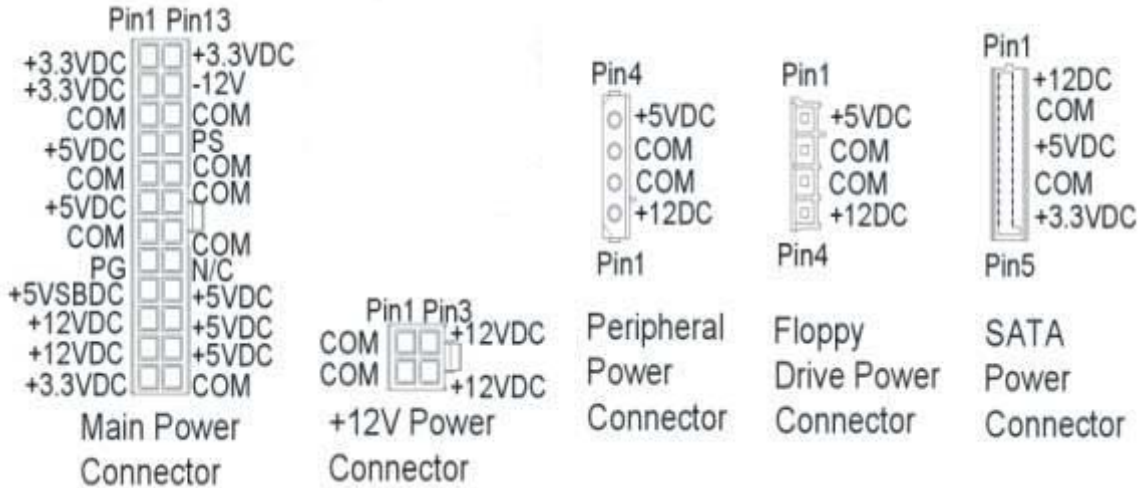 Pin1 Pin13
+3.3VDC +3.3VDC
+3.3VDC -12V
COM COM
+5VDC PS
COM COM
+5VDC COM
COM COM
PG N/C
+5VSBDC +5VDC
+12VDC +5VDC
+12VDC +5VDC
+3.3VDC COM
Main Power
Connector
Pin1 Pin3
COM +12VDC
COM +12VDC
+12V Power
Connector
Pin4
+5VDC
COM
COM
+12DC
Pin1
Peripheral
Power
Connector
Pin1
+5VDC
COM
COM
+12DC
Pin4
Floppy
Drive Power
Connector
Pin1
+12DC
COM
+5VDC
COM
+3.3VDC
Pin5
SATA
Power
Connector